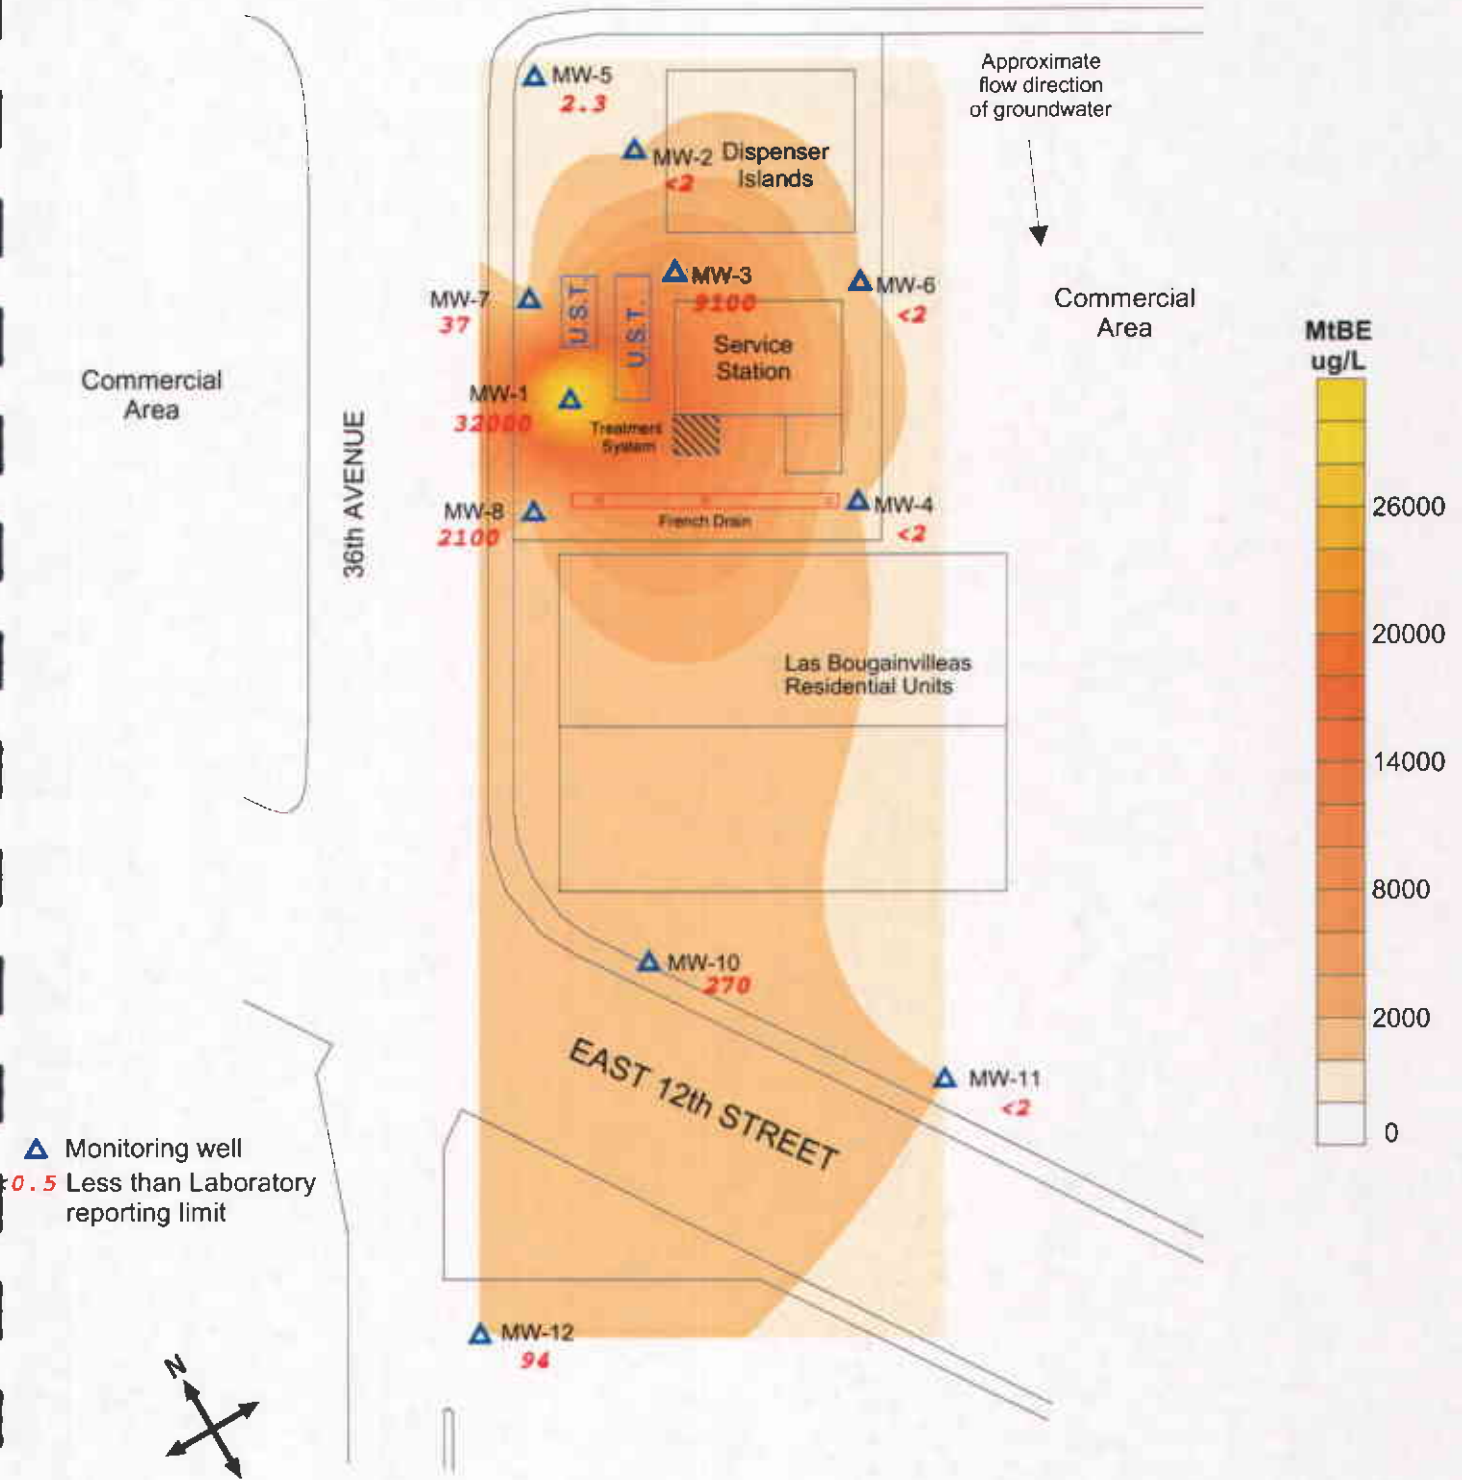 MW-5
2.3
Approximate
flow direction
of groundwater
MW-2
<2
Dispenser
Islands
MW-3
9100
MW-6
<2
MW-7
37
U.S.T.
U.S.T.
Commercial
Area
Service
Station
MtBE
ug/L
Commercial
Area
MW-1
32000
36th AVENUE
Treatment
System
MW-8
2100
French Drain
MW-4
<2
26000
20000
14000
8000
2000
0
Las Bougainvilleas
Residential Units
MW-10
270
EAST 12th STREET
MW-11
<2
Monitoring well
0.5 Less than Laboratory
reporting limit
MW-12
94
N